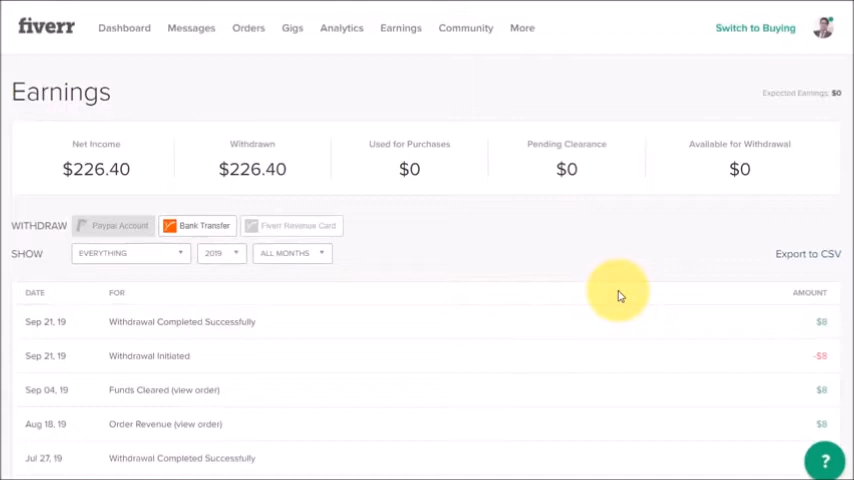 fiverr Dashboard Messages Orders Gigs Analytics Earnings Community More Switch to Buying
Earnings
Expected Earnings: $0
Net Income Withdrawn Used for Purchases Pending Clearance Available for Withdrawal
$226.40 $226.40 $0 $0 $0
WITHDRAW Paypal Account Bank Transfer Fiverr Revenue Card
SHOW EVERYTHING 2019 ALL MONTHS Export to CSV
DATE FOR AMOUNT
Sep 21, 19 Withdrawal Completed Successfully $8
Sep 21, 19 Withdrawal Initiated -$8
Sep 04, 19 Funds Cleared (view order) $8
Aug 18, 19 Order Revenue (view order) $8
Jul 27, 19 Withdrawal Completed Successfully
?